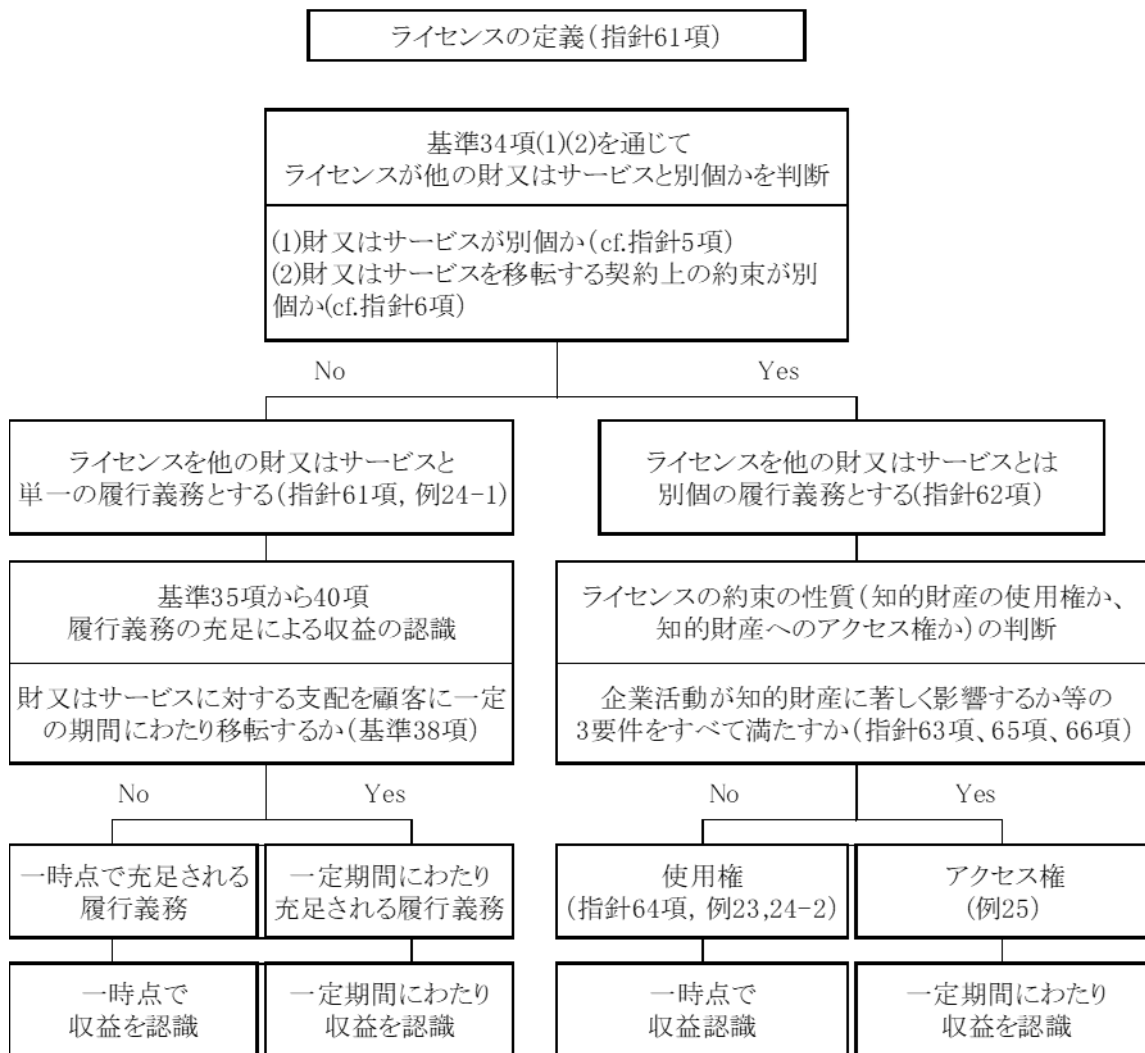 ライセンスの定義(指針61項)
基準34項(1)(2)を通じて
ライセンスが他の財又はサービスと別個かを判断
(1)財又はサービスが別個か(cf.指針5項)
(2)財又はサービスを移転する契約上の約束が別
個か(cf.指針6項)
No
Yes
ライセンスを他の財又はサービスと
単一の履行義務とする(指針61項, 例24-1)
ライセンスを他の財又はサービスとは
別個の履行義務とする(指針62項)
基準35項から40項
履行義務の充足による収益の認識
財又はサービスに対する支配を顧客に一定
の期間にわたり移転するか(基準38項)
ライセンスの約束の性質(知的財産の使用権か、
知的財産へのアクセス権か)の判断
企業活動が知的財産に著しく影響するか等の
3要件をすべて満たすか(指針63項、65項、66項)
No
Yes
No
Yes
一時点で充足される
履行義務
一定期間にわたり
充足される履行義務
使用権
(指針64項, 例23,24-2)
アクセス権
(例25)
一時点で
収益を認識
一定期間にわたり
収益を認識
一時点で
収益認識
一定期間にわたり
収益を認識